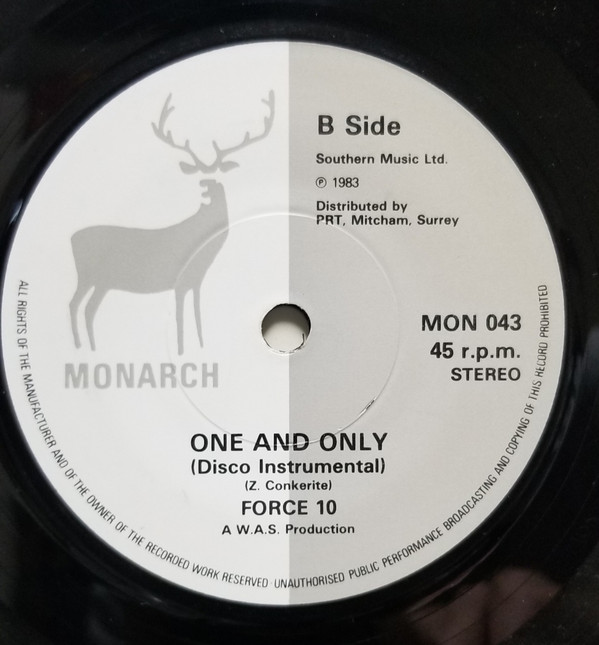 B Side
Southern Music Ltd.
℗ 1983
Distributed by
PRT, Mitcham, Surrey
MONARCH
MON 043
45 r.p.m.
STEREO
ONE AND ONLY
(Disco Instrumental)
(Z. Conkerite)
FORCE 10
A W.A.S. Production
ALL RIGHTS OF THE MANUFACTURER AND OF THE OWNER OF THE RECORDED WORK RESERVED · UNAUTHORISED PUBLIC PERFORMANCE BROADCASTING AND COPYING OF THIS RECORD PROHIBITED